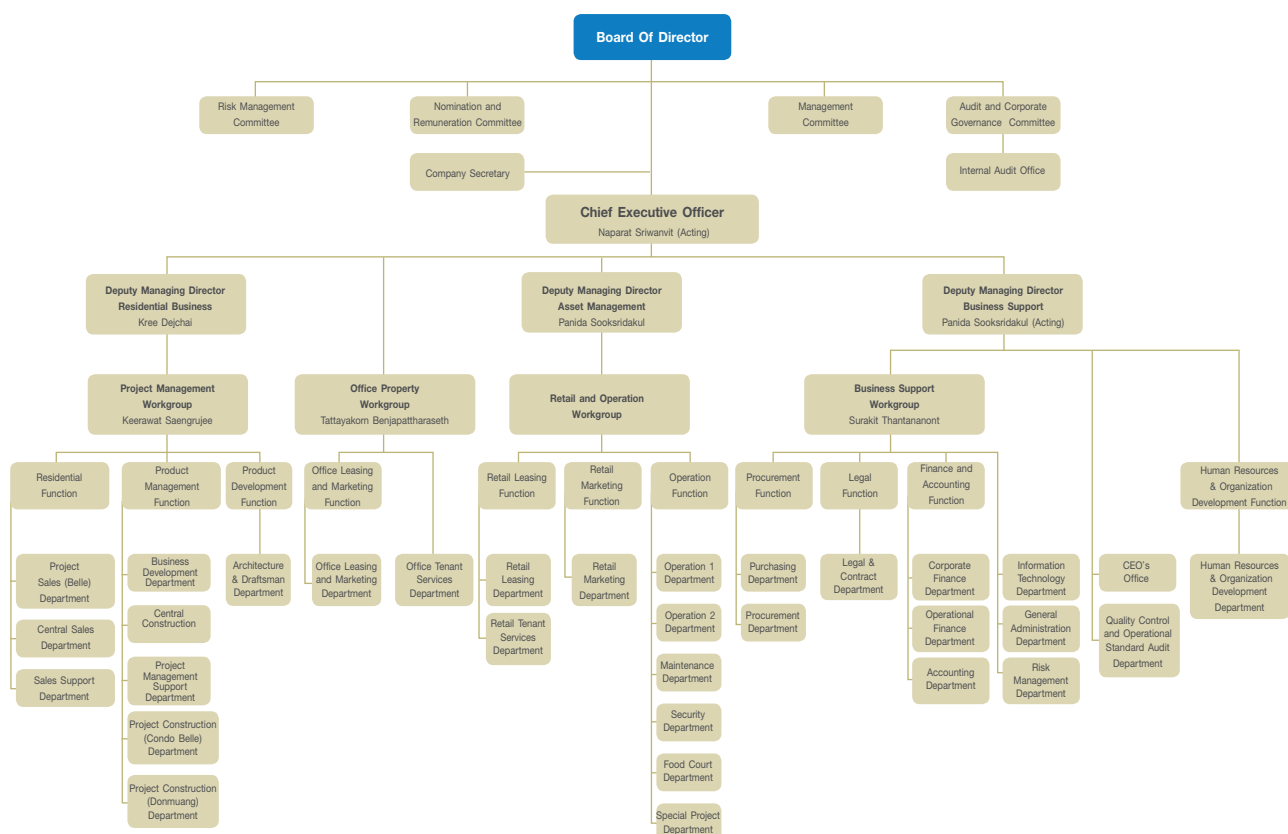 Board Of Director
Risk Management
Committee
Nomination and
Remuneration Committee
Management
Committee
Audit and Corporate
Governance Committee
Company Secretary
Internal Audit Office
Chief Executive Officer
Naparat Sriwanvit (Acting)
Deputy Managing Director
Residential Business
Kree Dejchai
Deputy Managing Director
Asset Management
Panida Sooksridakul
Deputy Managing Director
Business Support
Panida Sooksridakul (Acting)
Project Management
Workgroup
Keerawat Saengrujee
Office Property
Workgroup
Tattayakorn Benjapattharaseth
Retail and Operation
Workgroup
Business Support
Workgroup
Surakit Thantananont
Residential
Function
Product
Management
Function
Product
Development
Function
Office Leasing
and Marketing
Function
Retail Leasing
Function
Retail
Marketing
Function
Operation
Function
Procurement
Function
Legal
Function
Finance and
Accounting
Function
Human Resources
& Organization
Development Function
Project
Sales (Belle)
Department
Central Sales
Department
Sales Support
Department
Business
Development
Department
Central
Construction
Project
Management
Support
Department
Project Construction
(Condo Belle)
Department
Project Construction
(Donmuang)
Department
Architecture
& Draftsman
Department
Office Leasing
and Marketing
Department
Office Tenant
Services
Department
Retail
Leasing
Department
Retail Tenant
Services
Department
Retail
Marketing
Department
Operation 1
Department
Operation 2
Department
Maintenance
Department
Security
Department
Food Court
Department
Special Project
Department
Purchasing
Department
Procurement
Department
Legal &
Contract
Department
Corporate
Finance
Department
Operational
Finance
Department
Accounting
Department
Information
Technology
Department
General
Administration
Department
Risk
Management
Department
CEO's
Office
Quality Control
and Operational
Standard Audit
Department
Human Resources
& Organization
Development
Department